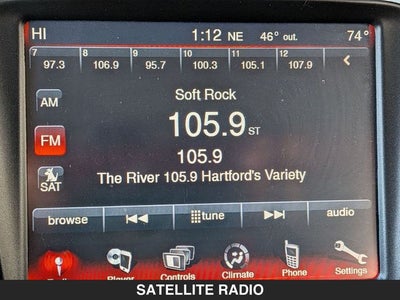 HI 1:12 NE 46° out. 74°
7 8 9 10 11 12
97.3 106.9 95.7 100.3 105.1 107.9
AM
Soft Rock
105.9 ST
FM
105.9
The River 105.9 Hartford's Variety
SAT
browse tune audio
Player Controls Climate Phone Settings
SATELLITE RADIO